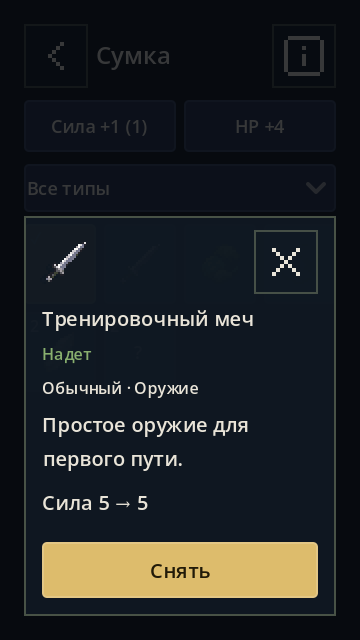 Сумка
Сила +1 (1)
HP +4
Все типы
Тренировочный меч
Надет
Обычный · Оружие
Простое оружие для
первого пути.
Сила 5 → 5
Снять